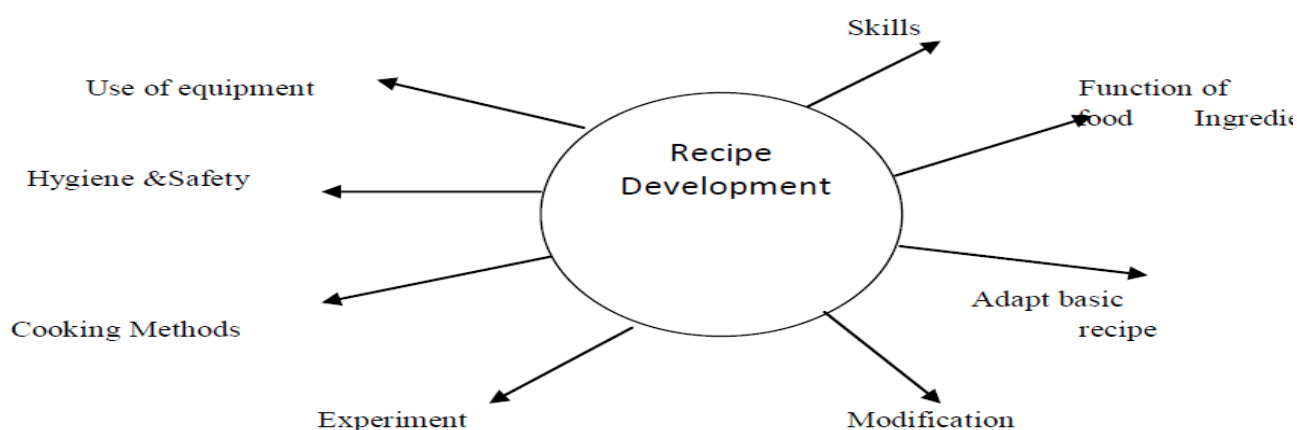 Skills
Use of equipment
Function of
food Ingredie
Recipe
Development
Hygiene &Safety
Adapt basic
recipe
Cooking Methods
Experiment
Modification